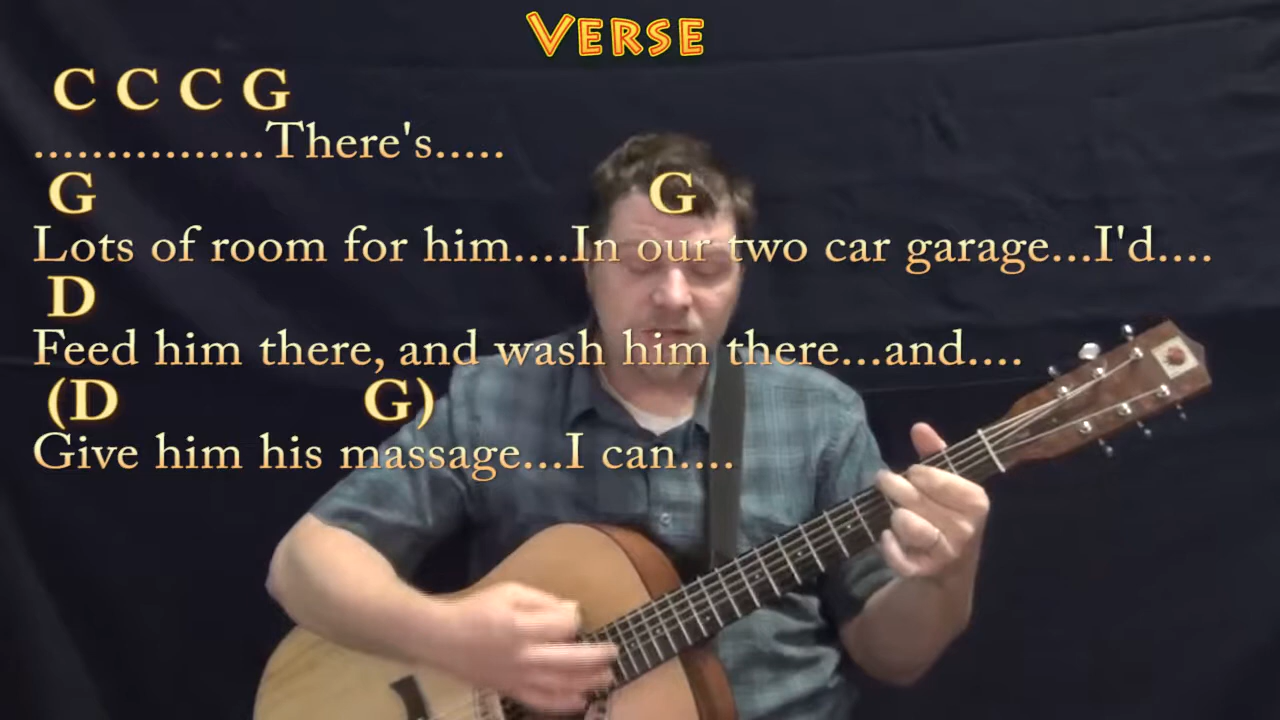 VERSE
C C C G
...............There's.....
G G
Lots of room for him....In our two car garage...I'd....
D
Feed him there, and wash him there...and....
(D G)
Give him his massage...I can....